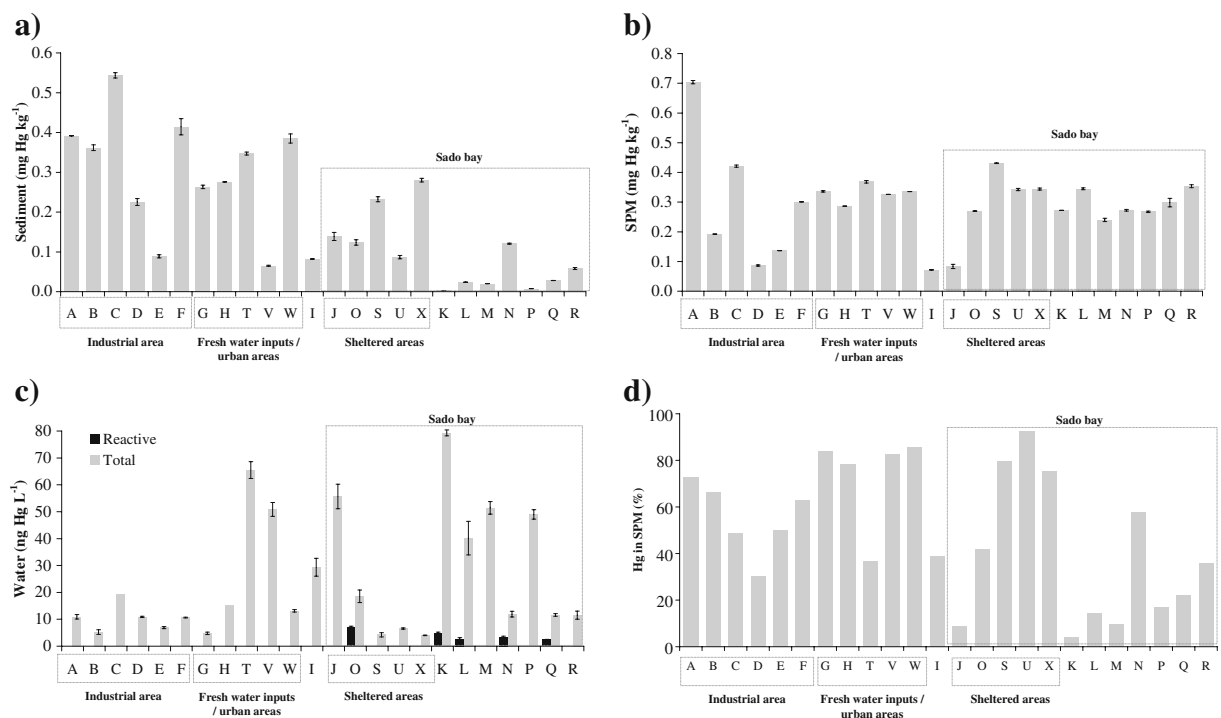 a)
Sediment (mg Hg kg-1)
0.6
0.5
0.4
0.3
0.2
0.1
0.0
Sado bay
A B C D E F G H T V W I J O S U X K L M N P Q R
Industrial area
Fresh water inputs /
urban areas
Sheltered areas
b)
SPM (mg Hg kg-1)
0.8
0.7
0.6
0.5
0.4
0.3
0.2
0.1
0.0
Sado bay
A B C D E F G H T V W I J O S U X K L M N P Q R
Industrial area
Fresh water inputs
/ urban areas
Sheltered areas
c)
Water (ng Hg L-1)
80
70
60
50
40
30
20
10
0
Reactive
Total
Sado bay
A B C D E F G H T V W I J O S U X K L M N P Q R
Industrial area
Fresh water inputs /
urban areas
Sheltered areas
d)
Hg in SPM (%)
100
80
60
40
20
0
Sado bay
A B C D E F G H T V W I J O S U X K L M N P Q R
Industrial area
Fresh water inputs /
urban areas
Sheltered areas